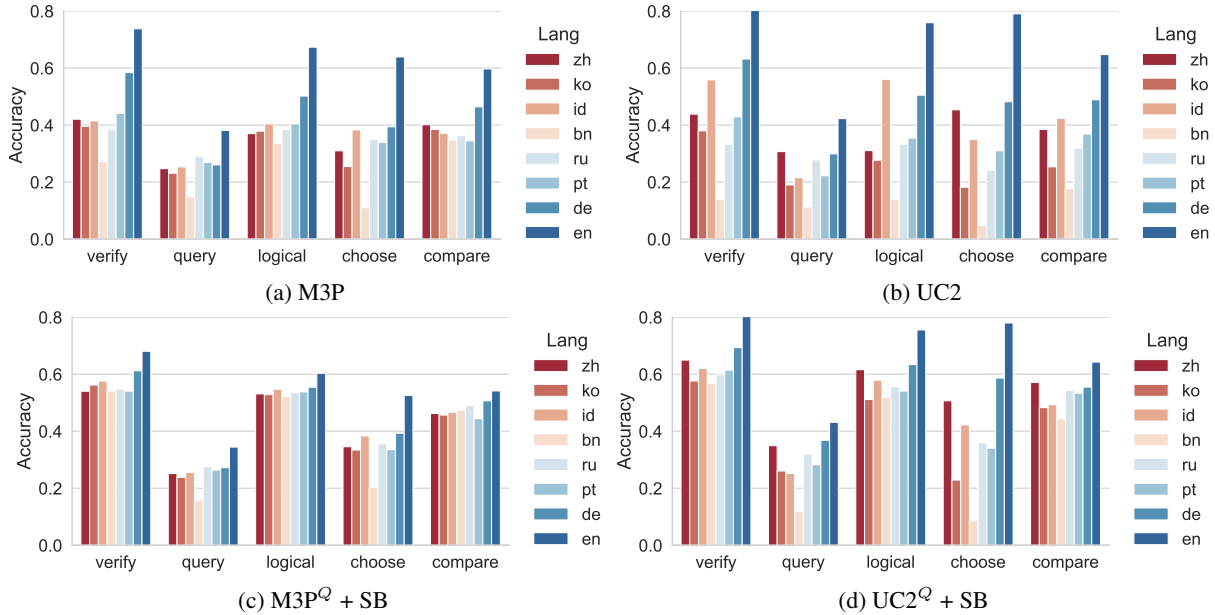 Accuracy
0.8
0.6
0.4
0.2
0.0
verify query logical choose compare
Lang
zh
ko
id
bn
ru
pt
de
en
(a) M3P
Accuracy
0.8
0.6
0.4
0.2
0.0
verify query logical choose compare
Lang
zh
ko
id
bn
ru
pt
de
en
(b) UC2
Accuracy
0.8
0.6
0.4
0.2
0.0
verify query logical choose compare
Lang
zh
ko
id
bn
ru
pt
de
en
(c) M3P^Q + SB
Accuracy
0.8
0.6
0.4
0.2
0.0
verify query logical choose compare
Lang
zh
ko
id
bn
ru
pt
de
en
(d) UC2^Q + SB